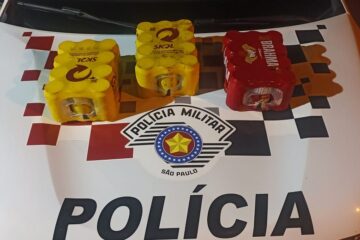 SKOL
SKOL
BRAHMA
POLÍCIA MILITAR
SÃO PAULO
POLÍCIA